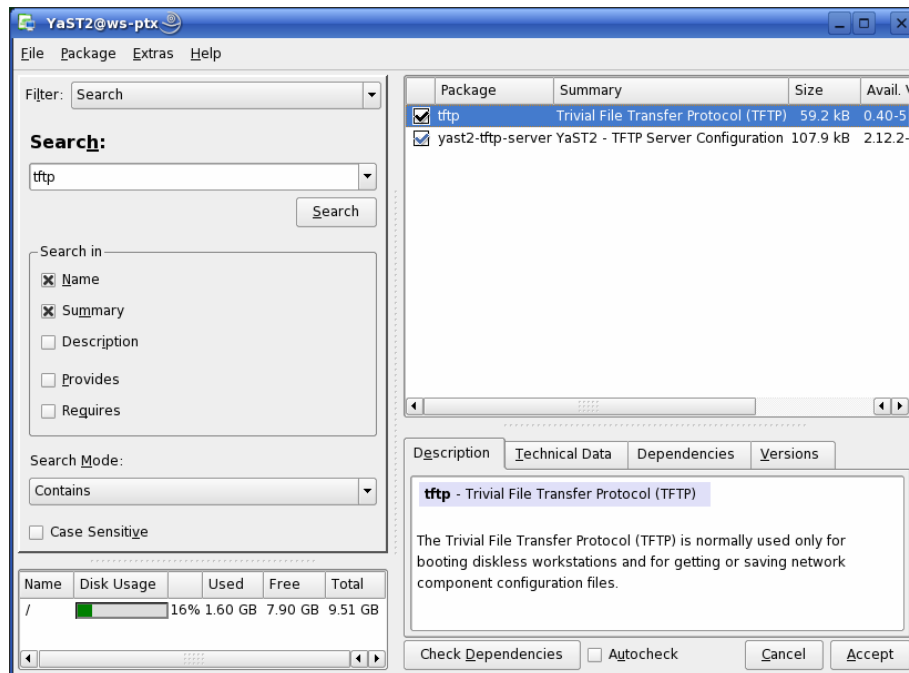 YaST2@ws-ptx
File Package Extras Help
Filter: Search
Search:
tftp
Search
Search in
Name
Summary
Description
Provides
Requires
Search Mode:
Contains
Case Sensitive
Name Disk Usage Used Free Total
/ 16% 1.60 GB 7.90 GB 9.51 GB
Package Summary Size Avail. V
tftp Trivial File Transfer Protocol (TFTP) 59.2 kB 0.40-5
yast2-tftp-server YaST2 - TFTP Server Configuration 107.9 kB 2.12.2-
Description Technical Data Dependencies Versions
tftp - Trivial File Transfer Protocol (TFTP)
The Trivial File Transfer Protocol (TFTP) is normally used only for
booting diskless workstations and for getting or saving network
component configuration files.
Check Dependencies Autocheck Cancel Accept